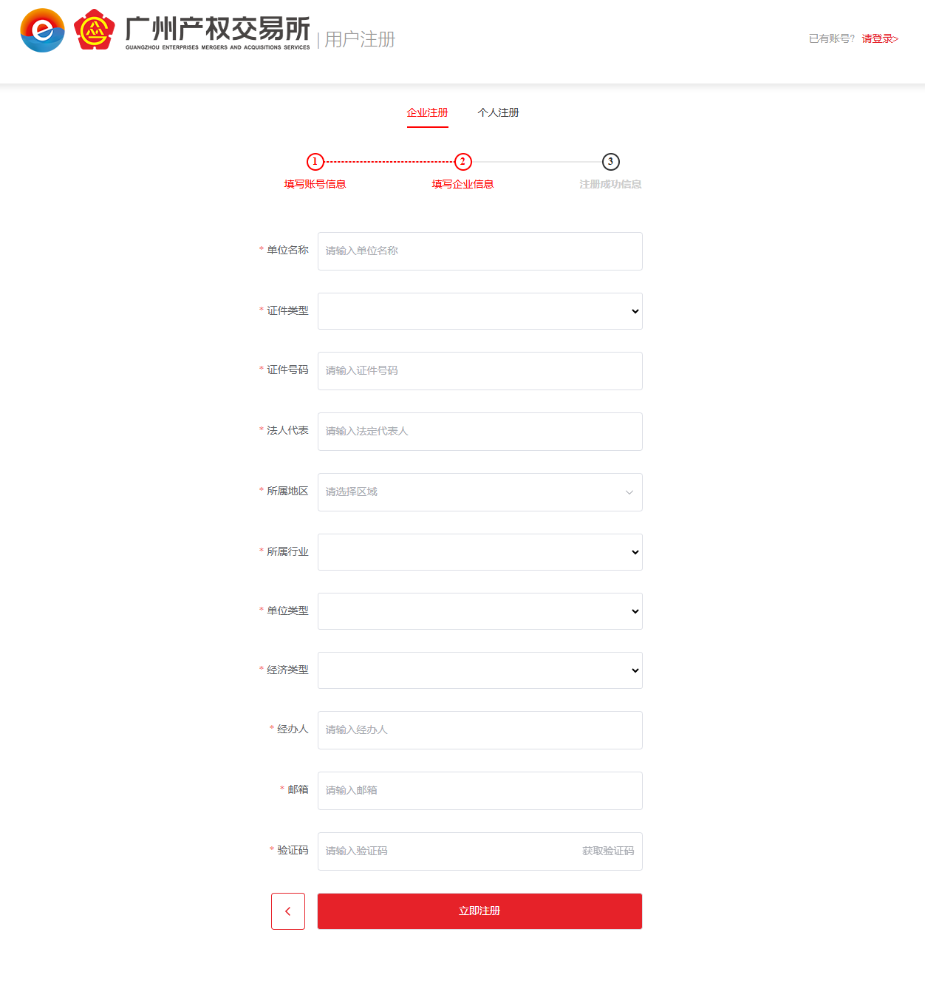 广州产权交易所
GUANGZHOU ENTERPRISES MERGERS AND ACQUISITIONS SERVICES
| 用户注册
已有账号? 请登录>
企业注册 个人注册
1 2 3
填写账号信息 填写企业信息 注册成功信息
* 单位名称 请输入单位名称
* 证件类型
* 证件号码 请输入证件号码
* 法人代表 请输入法定代表人
* 所属地区 请选择区域
* 所属行业
* 单位类型
* 经济类型
* 经办人 请输入经办人
* 邮箱 请输入邮箱
* 验证码 请输入验证码 获取验证码
立即注册